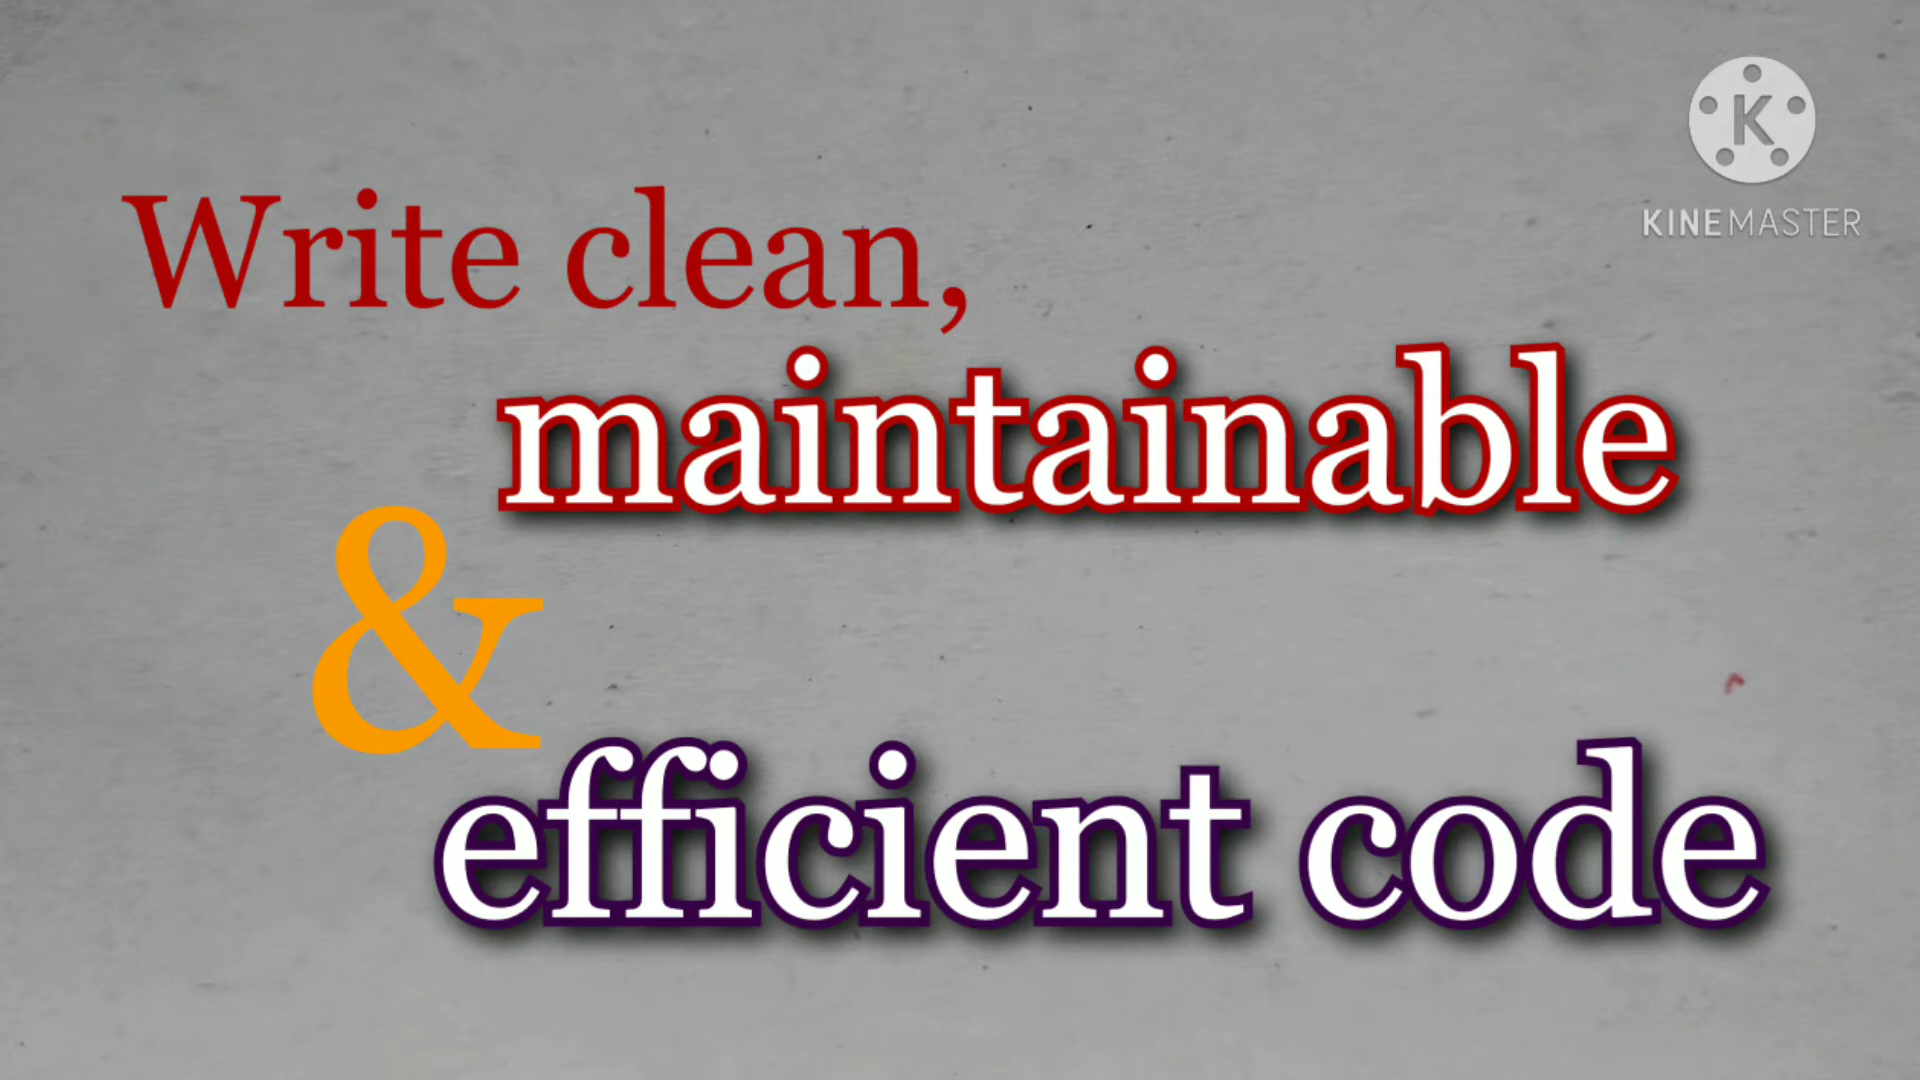 KINEMASTER
Write clean,
maintainable
&
efficient code